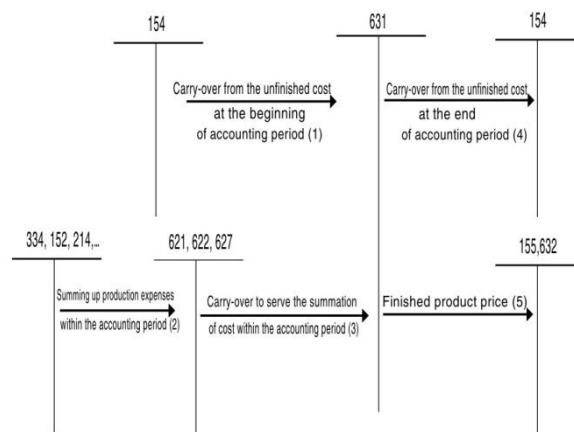 154
631
154
Carry-over from the unfinished cost
at the beginning
of accounting period (1)
Carry-over from the unfinished cost
at the end
of accounting period (4)
334, 152, 214,...
621, 622, 627
155,632
Summing up production expenses
within the accounting period (2)
Carry-over to serve the summation
of cost within the accounting period (3)
Finished product price (5)